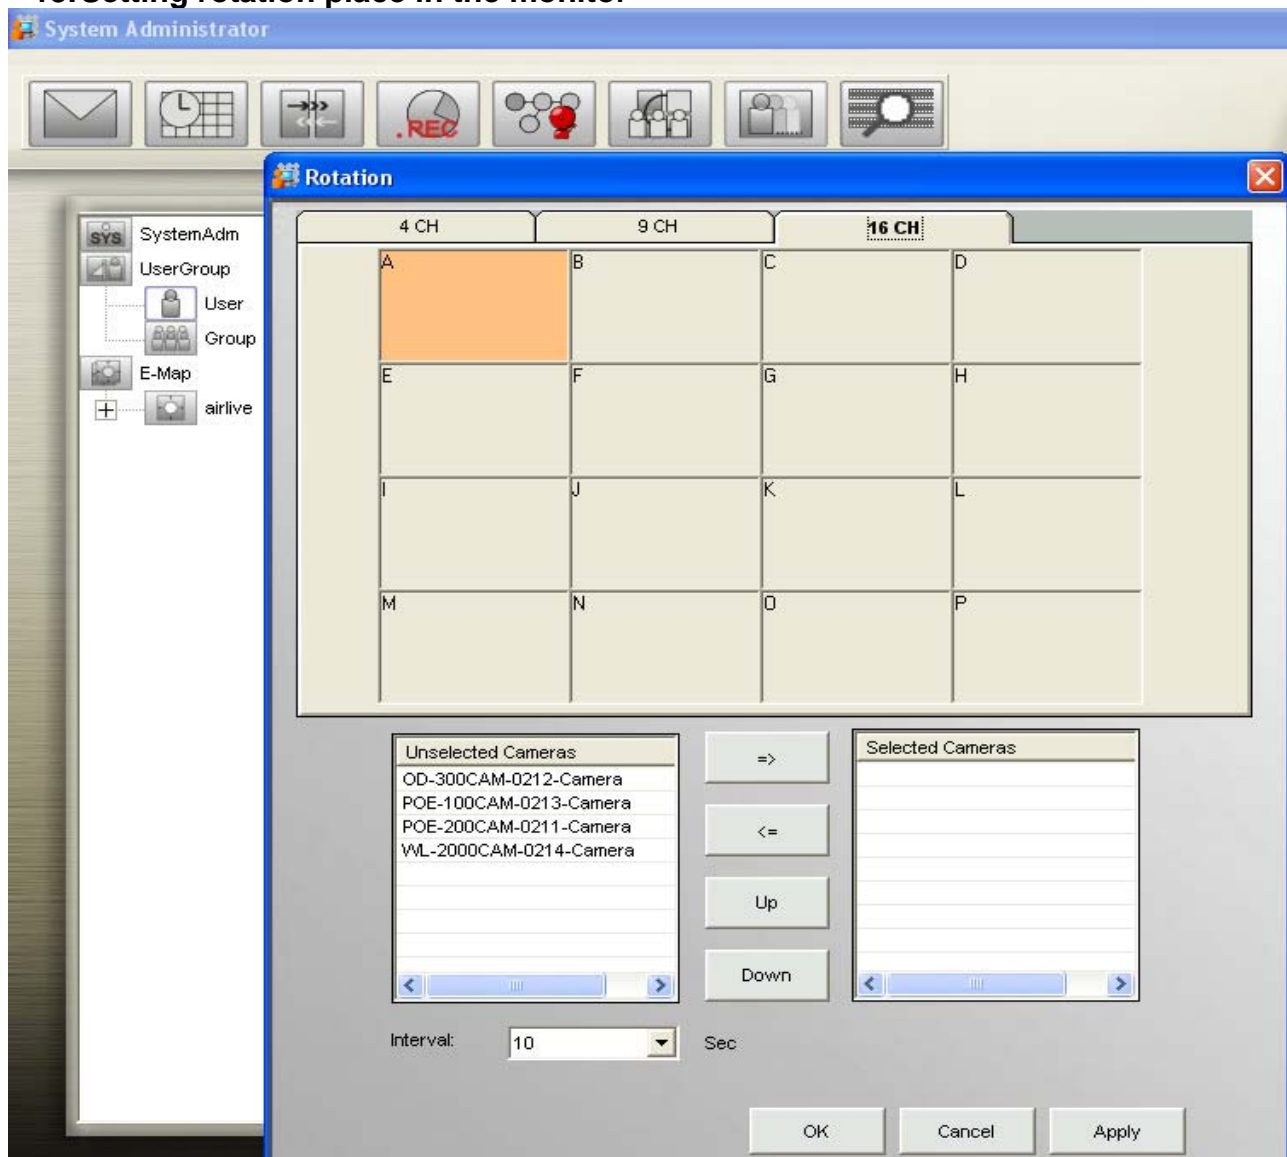 System Administrator
.REC
Rotation
SYS SystemAdm
UserGroup
User
Group
E-Map
airlive
4 CH 9 CH 16 CH
A B C D
E F G H
I J K L
M N O P
Unselected Cameras
OD-300CAM-0212-Camera
POE-100CAM-0213-Camera
POE-200CAM-0211-Camera
WL-2000CAM-0214-Camera
=>
<=
Up
Down
Selected Cameras
Interval: 10 Sec
OK Cancel Apply